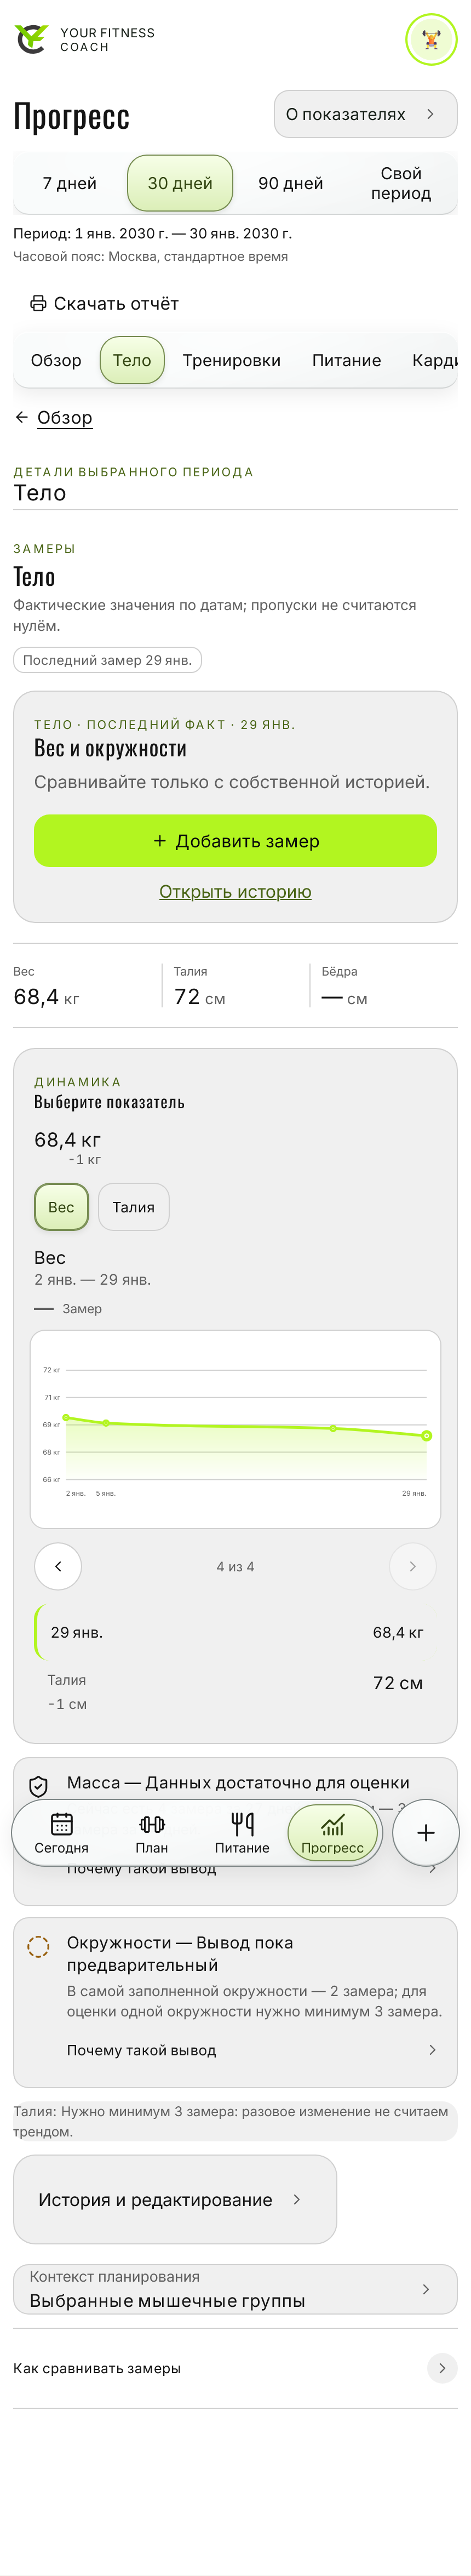 YOUR FITNESS
COACH
Прогресс
О показателях
7 дней
30 дней
90 дней
Свой
период
Период: 1 янв. 2030 г. — 30 янв. 2030 г.
Часовой пояс: Москва, стандартное время
Скачать отчёт
Обзор
Тело
Тренировки
Питание
Карди
Обзор
ДЕТАЛИ ВЫБРАННОГО ПЕРИОДА
Тело
ЗАМЕРЫ
Тело
Фактические значения по датам; пропуски не считаются
нулём.
Последний замер 29 янв.
ТЕЛО · ПОСЛЕДНИЙ ФАКТ · 29 ЯНВ.
Вес и окружности
Сравнивайте только с собственной историей.
+ Добавить замер
Открыть историю
Вес
68,4 кг
Талия
72 см
Бёдра
— см
ДИНАМИКА
Выберите показатель
68,4 кг
-1 кг
Вес
Талия
Вес
2 янв. — 29 янв.
Замер
72 кг
71 кг
69 кг
68 кг
66 кг
2 янв.
5 янв.
29 янв.
4 из 4
29 янв.
68,4 кг
Талия
-1 см
72 см
Масса — Данных достаточно для оценки
Сегодня
План
Питание
Прогресс
Почему такой вывод
Окружности — Вывод пока
предварительный
В самой заполненной окружности — 2 замера; для
оценки одной окружности нужно минимум 3 замера.
Почему такой вывод
Талия: Нужно минимум 3 замера: разовое изменение не считаем
трендом.
История и редактирование
Контекст планирования
Выбранные мышечные группы
Как сравнивать замеры